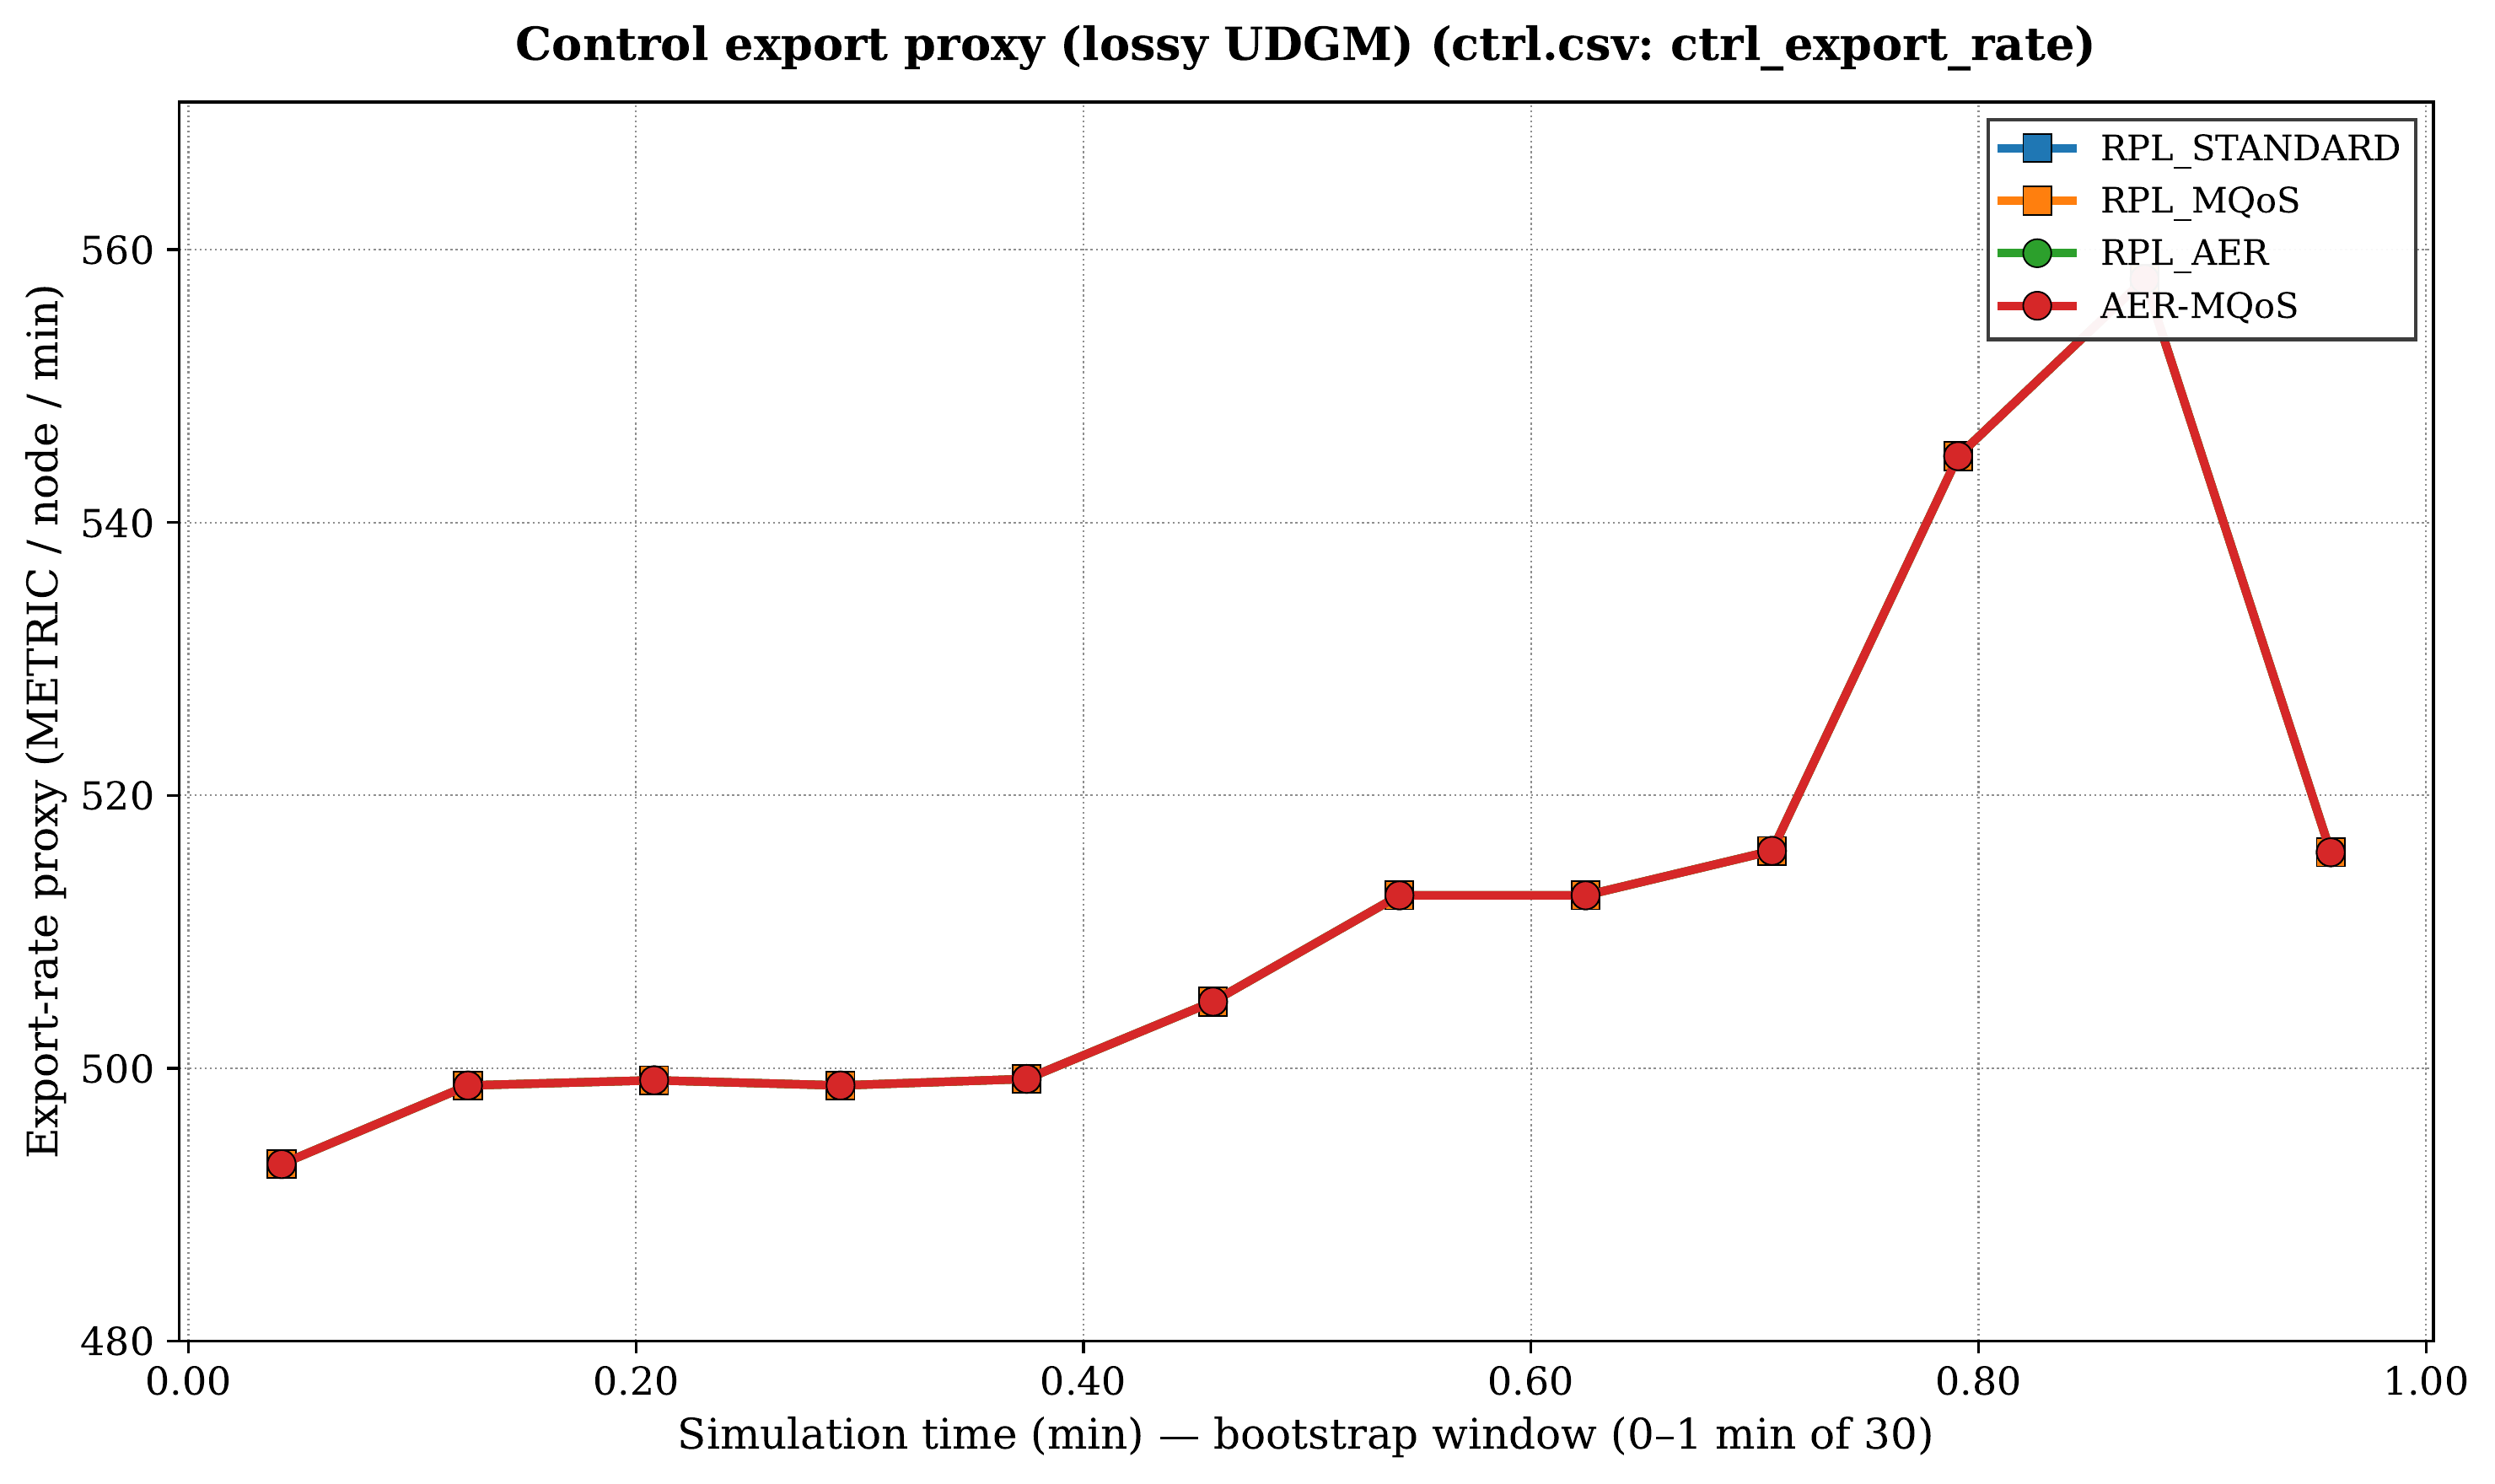 Control export proxy (lossy UDGM) (ctrl.csv: ctrl_export_rate)
RPL_STANDARD
RPL_MQoS
RPL_AER
AER-MQoS
Export-rate proxy (METRIC / node / min)
560
540
520
500
480
0.00 0.20 0.40 0.60 0.80 1.00
Simulation time (min) — bootstrap window (0–1 min of 30)